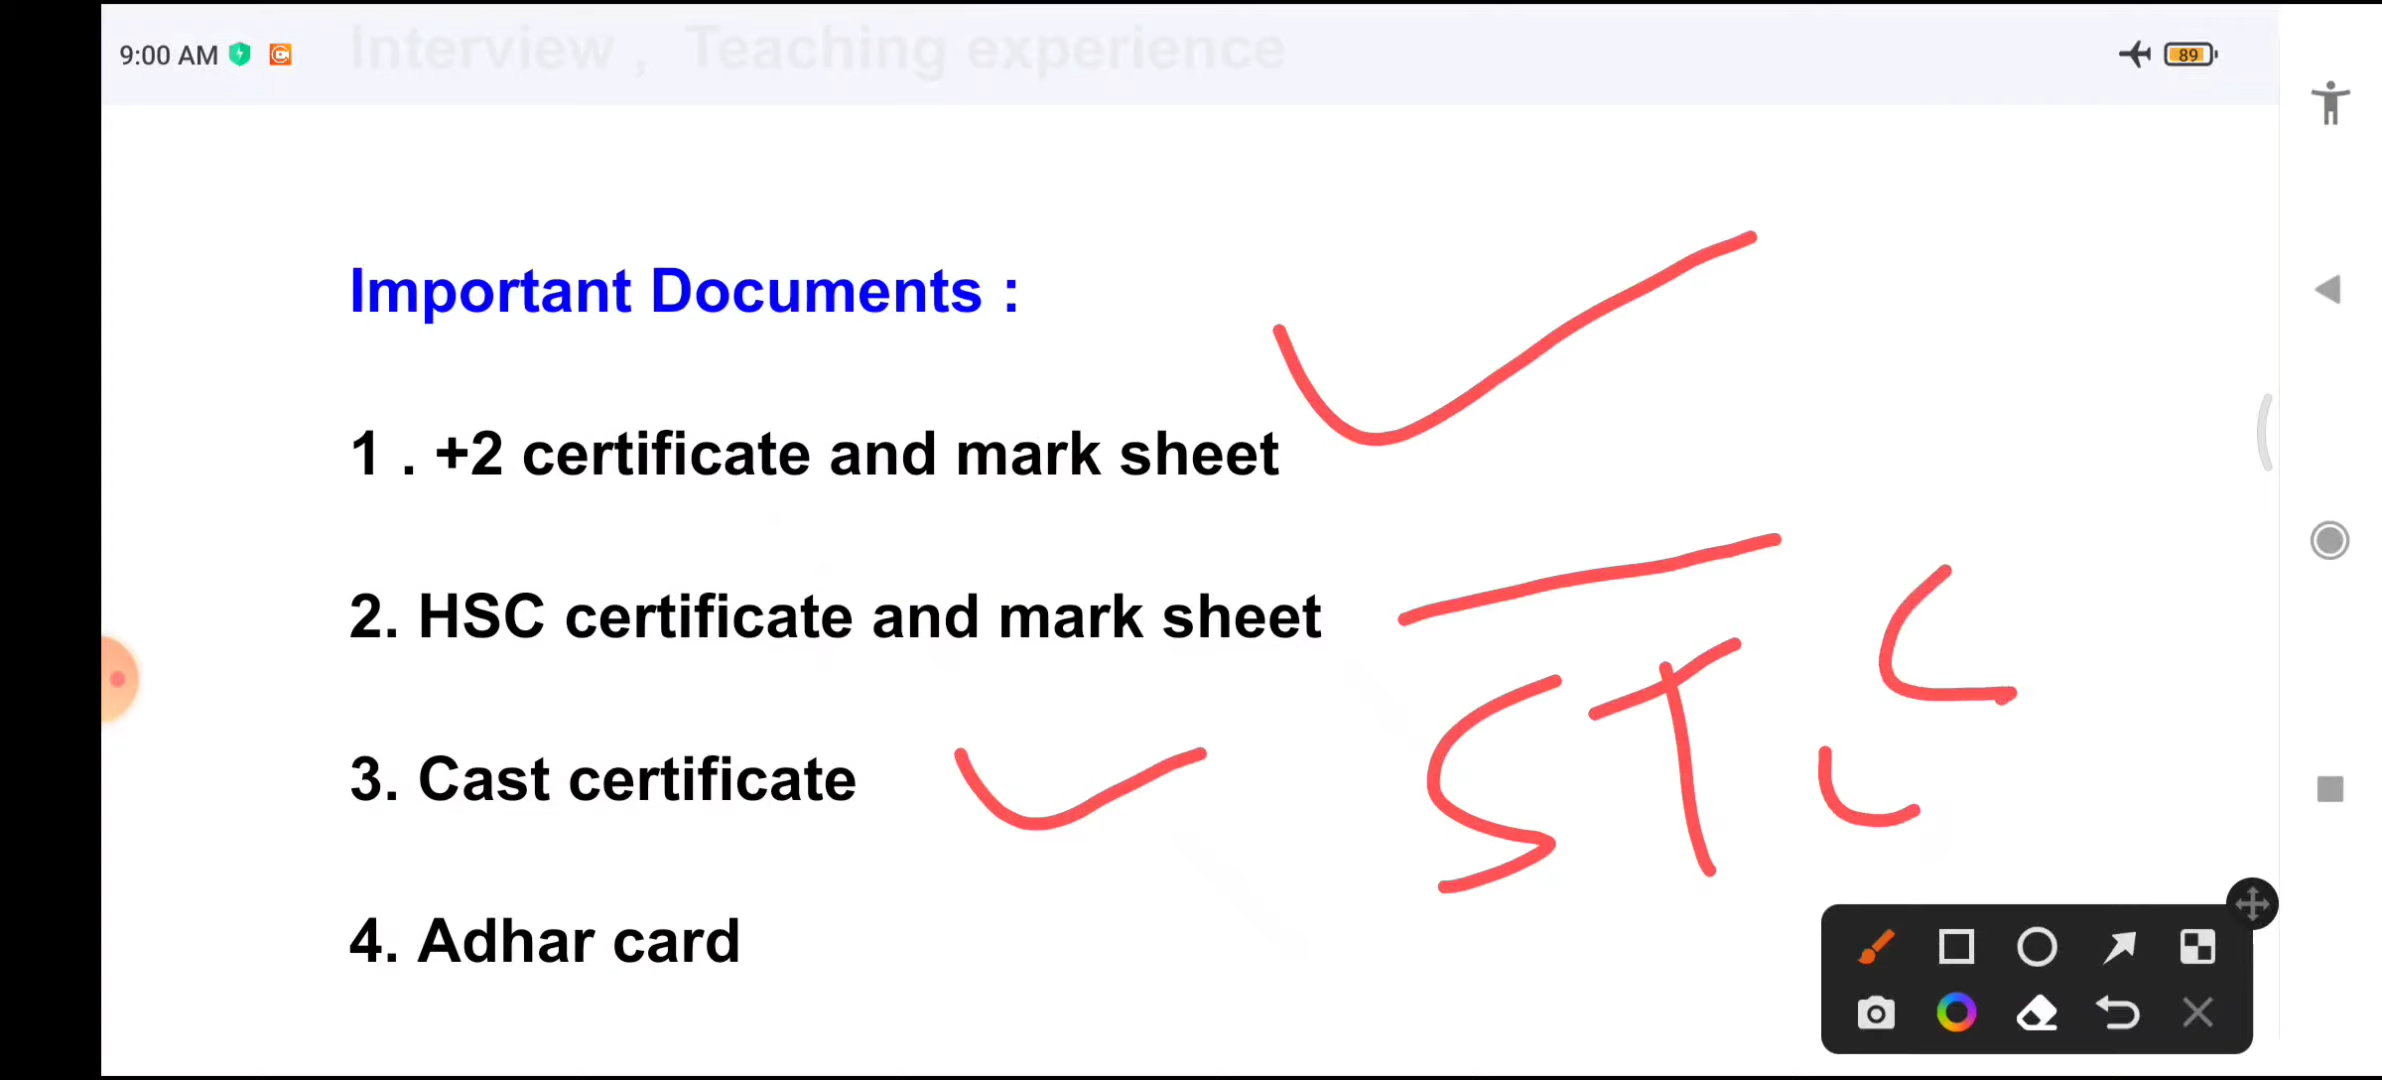 9:00 AM
89
Interview , Teaching experience
Important Documents :
1 . +2 certificate and mark sheet
2. HSC certificate and mark sheet
3. Cast certificate
4. Adhar card
ST